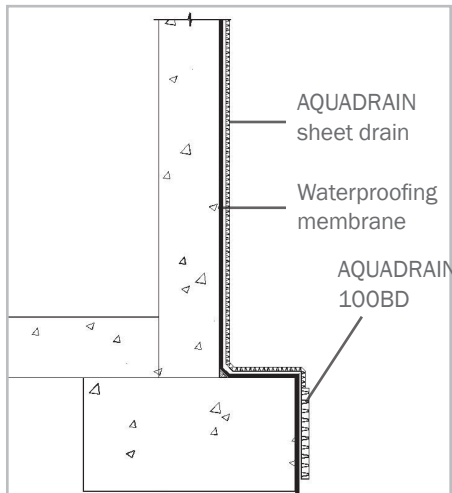 AQUADRAIN
sheet drain
Waterproofing
membrane
AQUADRAIN
100BD